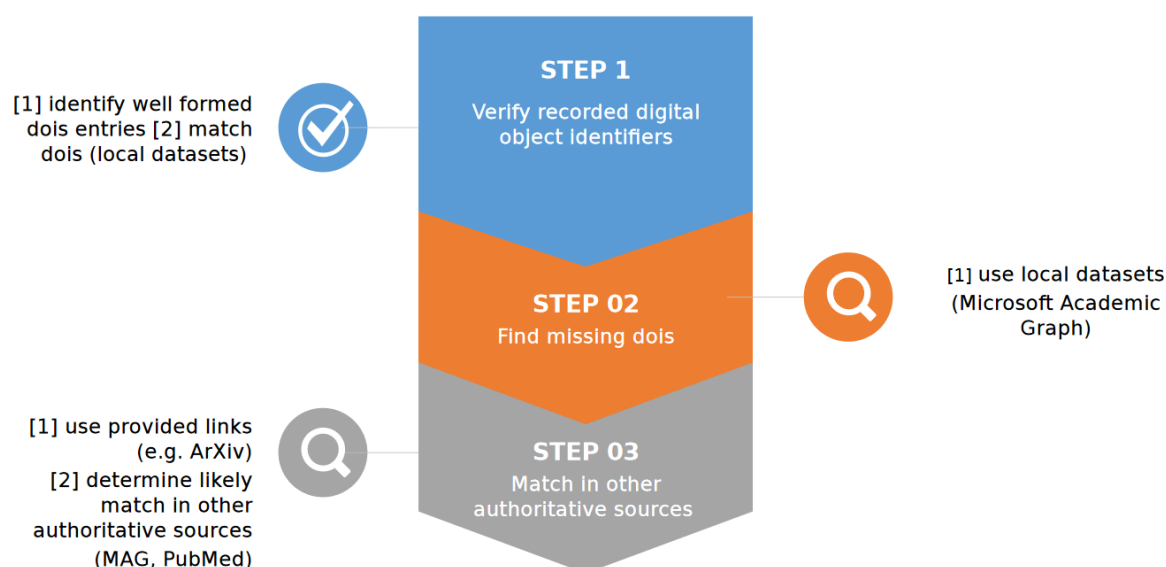 STEP 1
Verify recorded digital
object identifiers
[1] identify well formed
dois entries [2] match
dois (local datasets)
STEP 02
Find missing dois
[1] use local datasets
(Microsoft Academic
Graph)
STEP 03
Match in other
authoritative sources
[1] use provided links
(e.g. ArXiv)
[2] determine likely
match in other
authoritative sources
(MAG, PubMed)